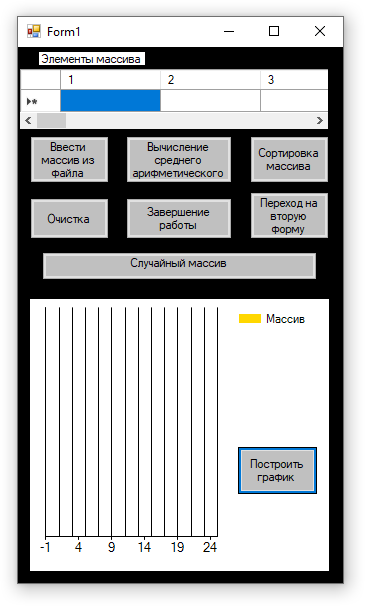 Form1
Элементы массива
1 2 3
Ввести
массив из
файла
Вычисление
среднего
арифметического
Сортировка
массива
Очистка
Завершение
работы
Переход на
вторую
форму
Случайный массив
Массив
Построить
график
-1 4 9 14 19 24